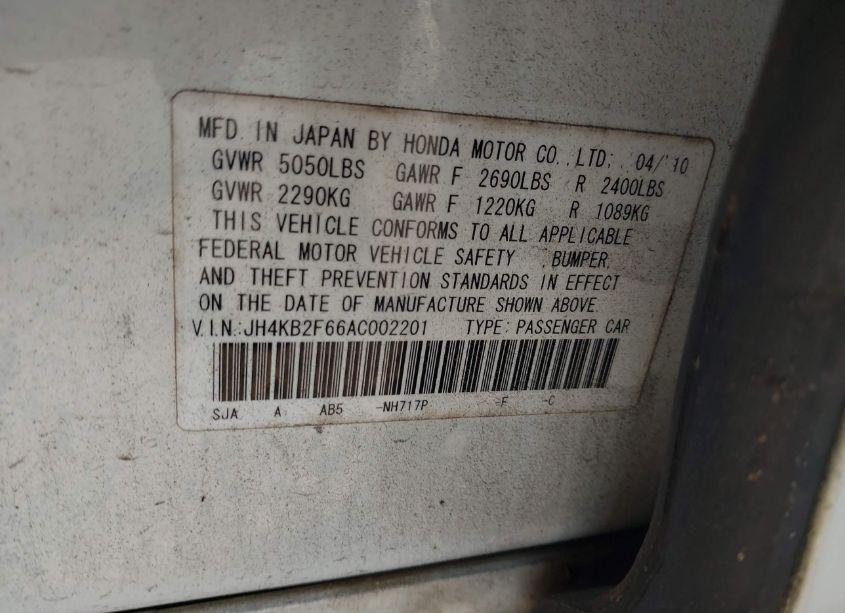 MFD. IN JAPAN BY HONDA MOTOR CO.,LTD; 04/'10
GVWR 5050LBS GAWR F 2690LBS R 2400LBS
GVWR 2290KG GAWR F 1220KG R 1089KG
THIS VEHICLE CONFORMS TO ALL APPLICABLE
FEDERAL MOTOR VEHICLE SAFETY ,BUMPER,
AND THEFT PREVENTION STANDARDS IN EFFECT
ON THE DATE OF MANUFACTURE SHOWN ABOVE.
V.I.N:JH4KB2F66AC002201 TYPE:PASSENGER CAR
SJA A AB5 -NH717P -F -C